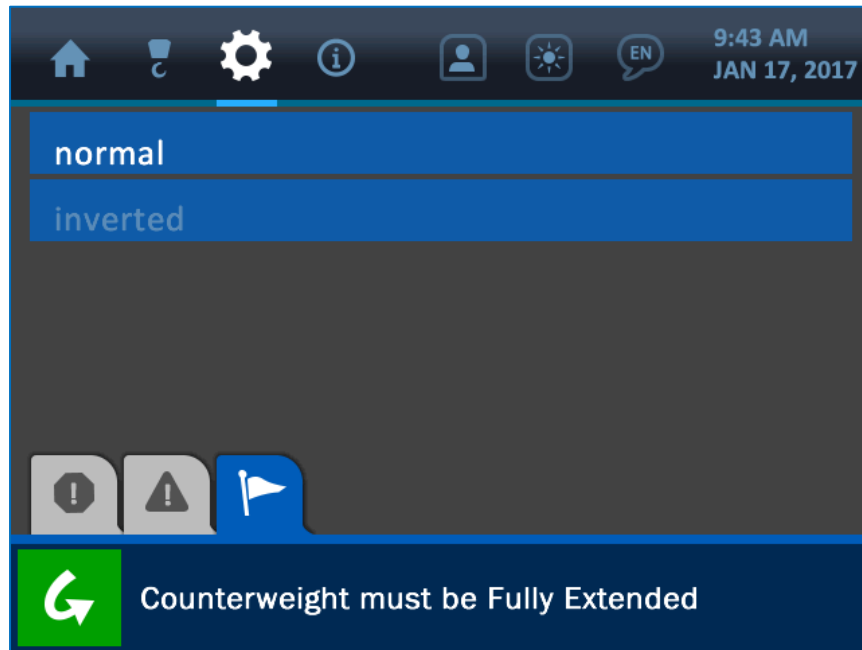 EN
9:43 AM
JAN 17, 2017
normal
inverted
Counterweight must be Fully Extended